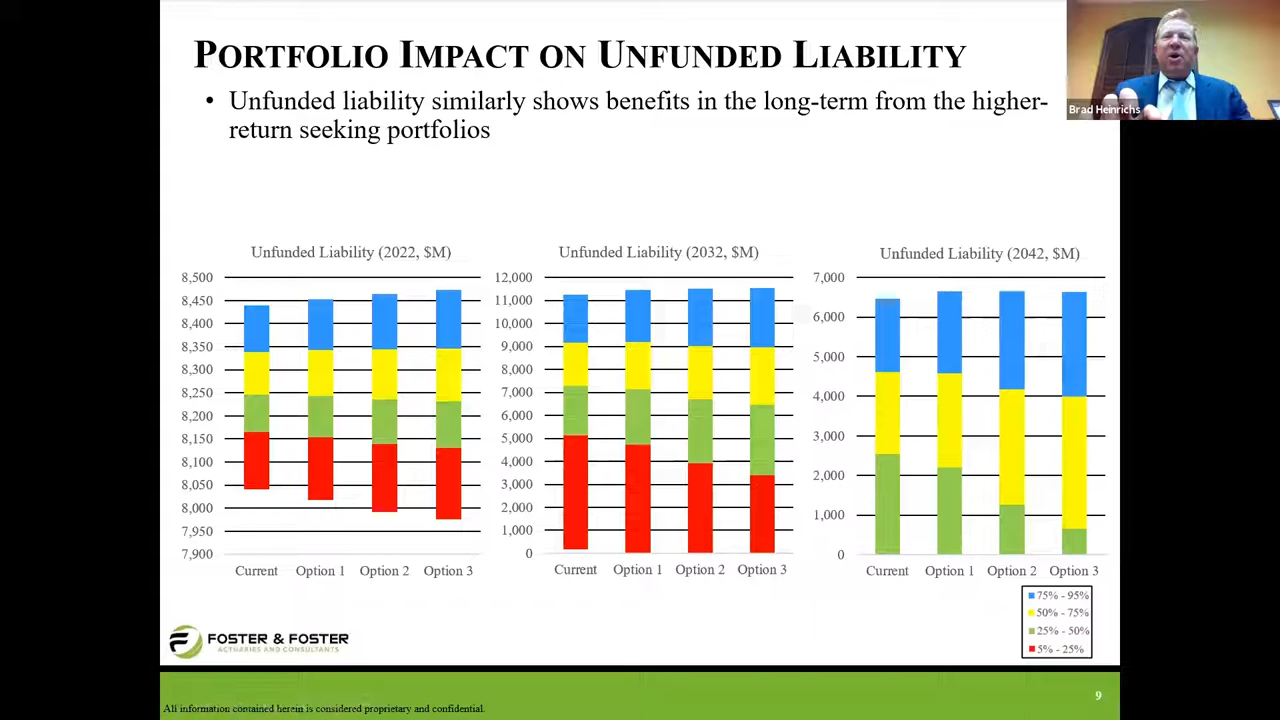 PORTFOLIO IMPACT ON UNFUNDED LIABILITY
• Unfunded liability similarly shows benefits in the long-term from the higher-
return seeking portfolios
Brad Heinrichs
Unfunded Liability (2022, $M)
8,500
8,450
8,400
8,350
8,300
8,250
8,200
8,150
8,100
8,050
8,000
7,950
7,900
Current Option 1 Option 2 Option 3
Unfunded Liability (2032, $M)
12,000
11,000
10,000
9,000
8,000
7,000
6,000
5,000
4,000
3,000
2,000
1,000
0
Current Option 1 Option 2 Option 3
Unfunded Liability (2042, $M)
7,000
6,000
5,000
4,000
3,000
2,000
1,000
0
Current Option 1 Option 2 Option 3
75% - 95%
50% - 75%
25% - 50%
5% - 25%
FOSTER & FOSTER
ACTUARIES AND CONSULTANTS
9
All information contained herein is considered proprietary and confidential.